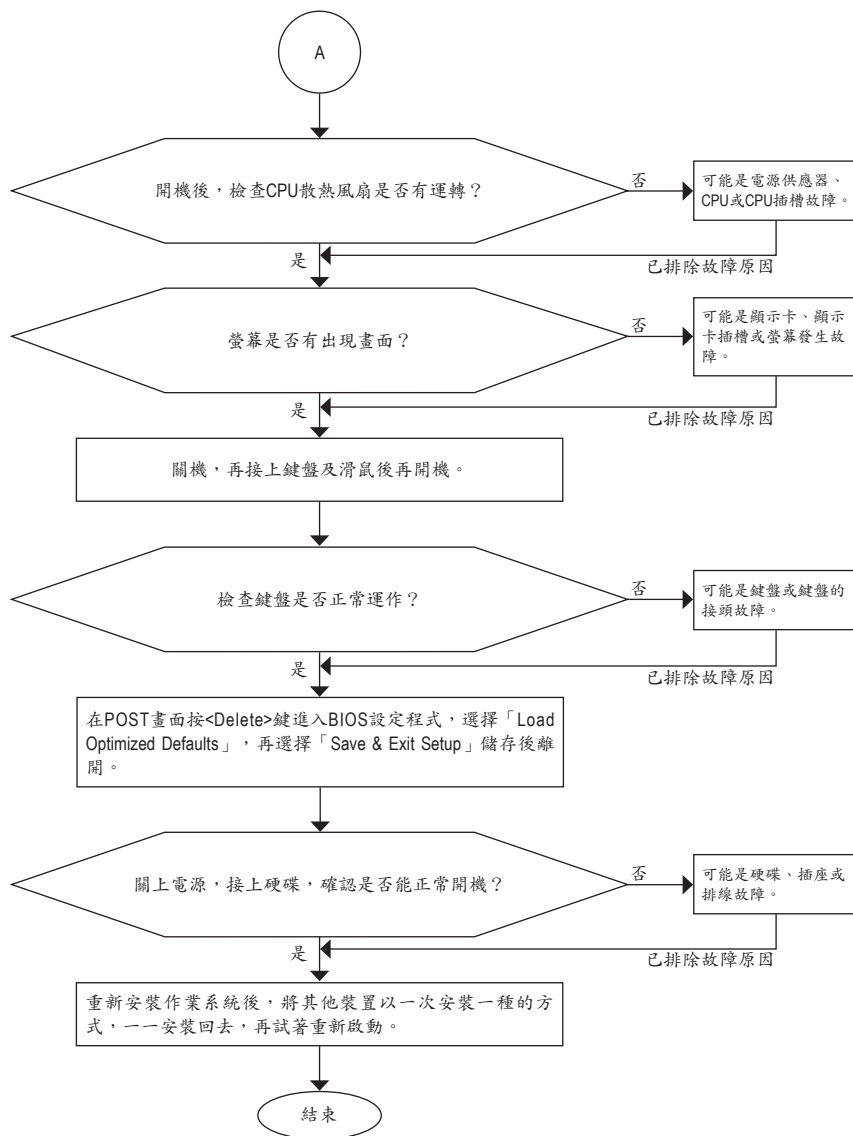 A
開機後，檢查CPU散熱風扇是否有運轉？
否
可能是電源供應器、
CPU或CPU插槽故障。
是
已排除故障原因
螢幕是否有出現畫面？
否
可能是顯示卡、顯示
卡插槽或螢幕發生故
障。
是
已排除故障原因
關機，再接上鍵盤及滑鼠後再開機。
檢查鍵盤是否正常運作？
否
可能是鍵盤或鍵盤的
接頭故障。
是
已排除故障原因
在POST畫面按<Delete>鍵進入BIOS設定程式，選擇「Load
Optimized Defaults」，再選擇「Save & Exit Setup」儲存後離
開。
關上電源，接上硬碟，確認是否能正常開機？
否
可能是硬碟、插座或
排線故障。
是
已排除故障原因
重新安裝作業系統後，將其他裝置以一次安裝一種的方
式，一一安裝回去，再試著重新啟動。
結束